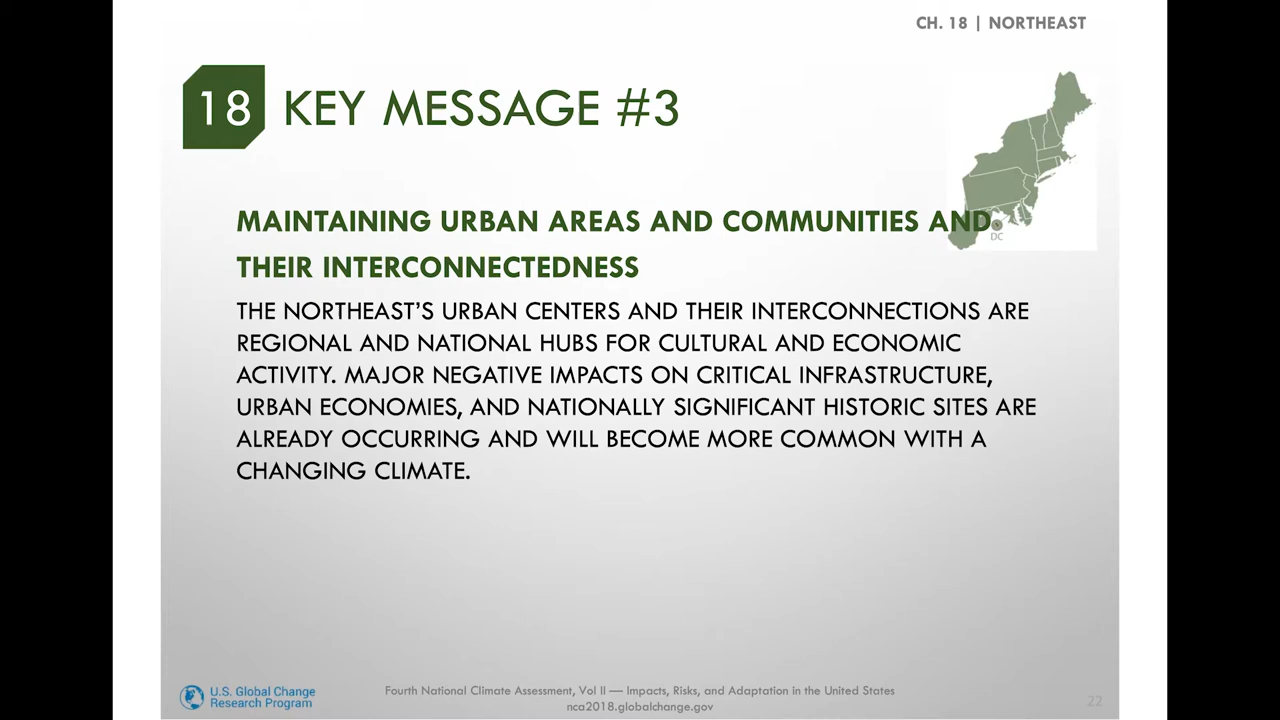 CH. 18 | NORTHEAST
18 KEY MESSAGE #3
DC
MAINTAINING URBAN AREAS AND COMMUNITIES AND
THEIR INTERCONNECTEDNESS
THE NORTHEAST’S URBAN CENTERS AND THEIR INTERCONNECTIONS ARE
REGIONAL AND NATIONAL HUBS FOR CULTURAL AND ECONOMIC
ACTIVITY. MAJOR NEGATIVE IMPACTS ON CRITICAL INFRASTRUCTURE,
URBAN ECONOMIES, AND NATIONALLY SIGNIFICANT HISTORIC SITES ARE
ALREADY OCCURRING AND WILL BECOME MORE COMMON WITH A
CHANGING CLIMATE.
U.S. Global Change
Research Program
Fourth National Climate Assessment, Vol II — Impacts, Risks, and Adaptation in the United States
nca2018.globalchange.gov
22